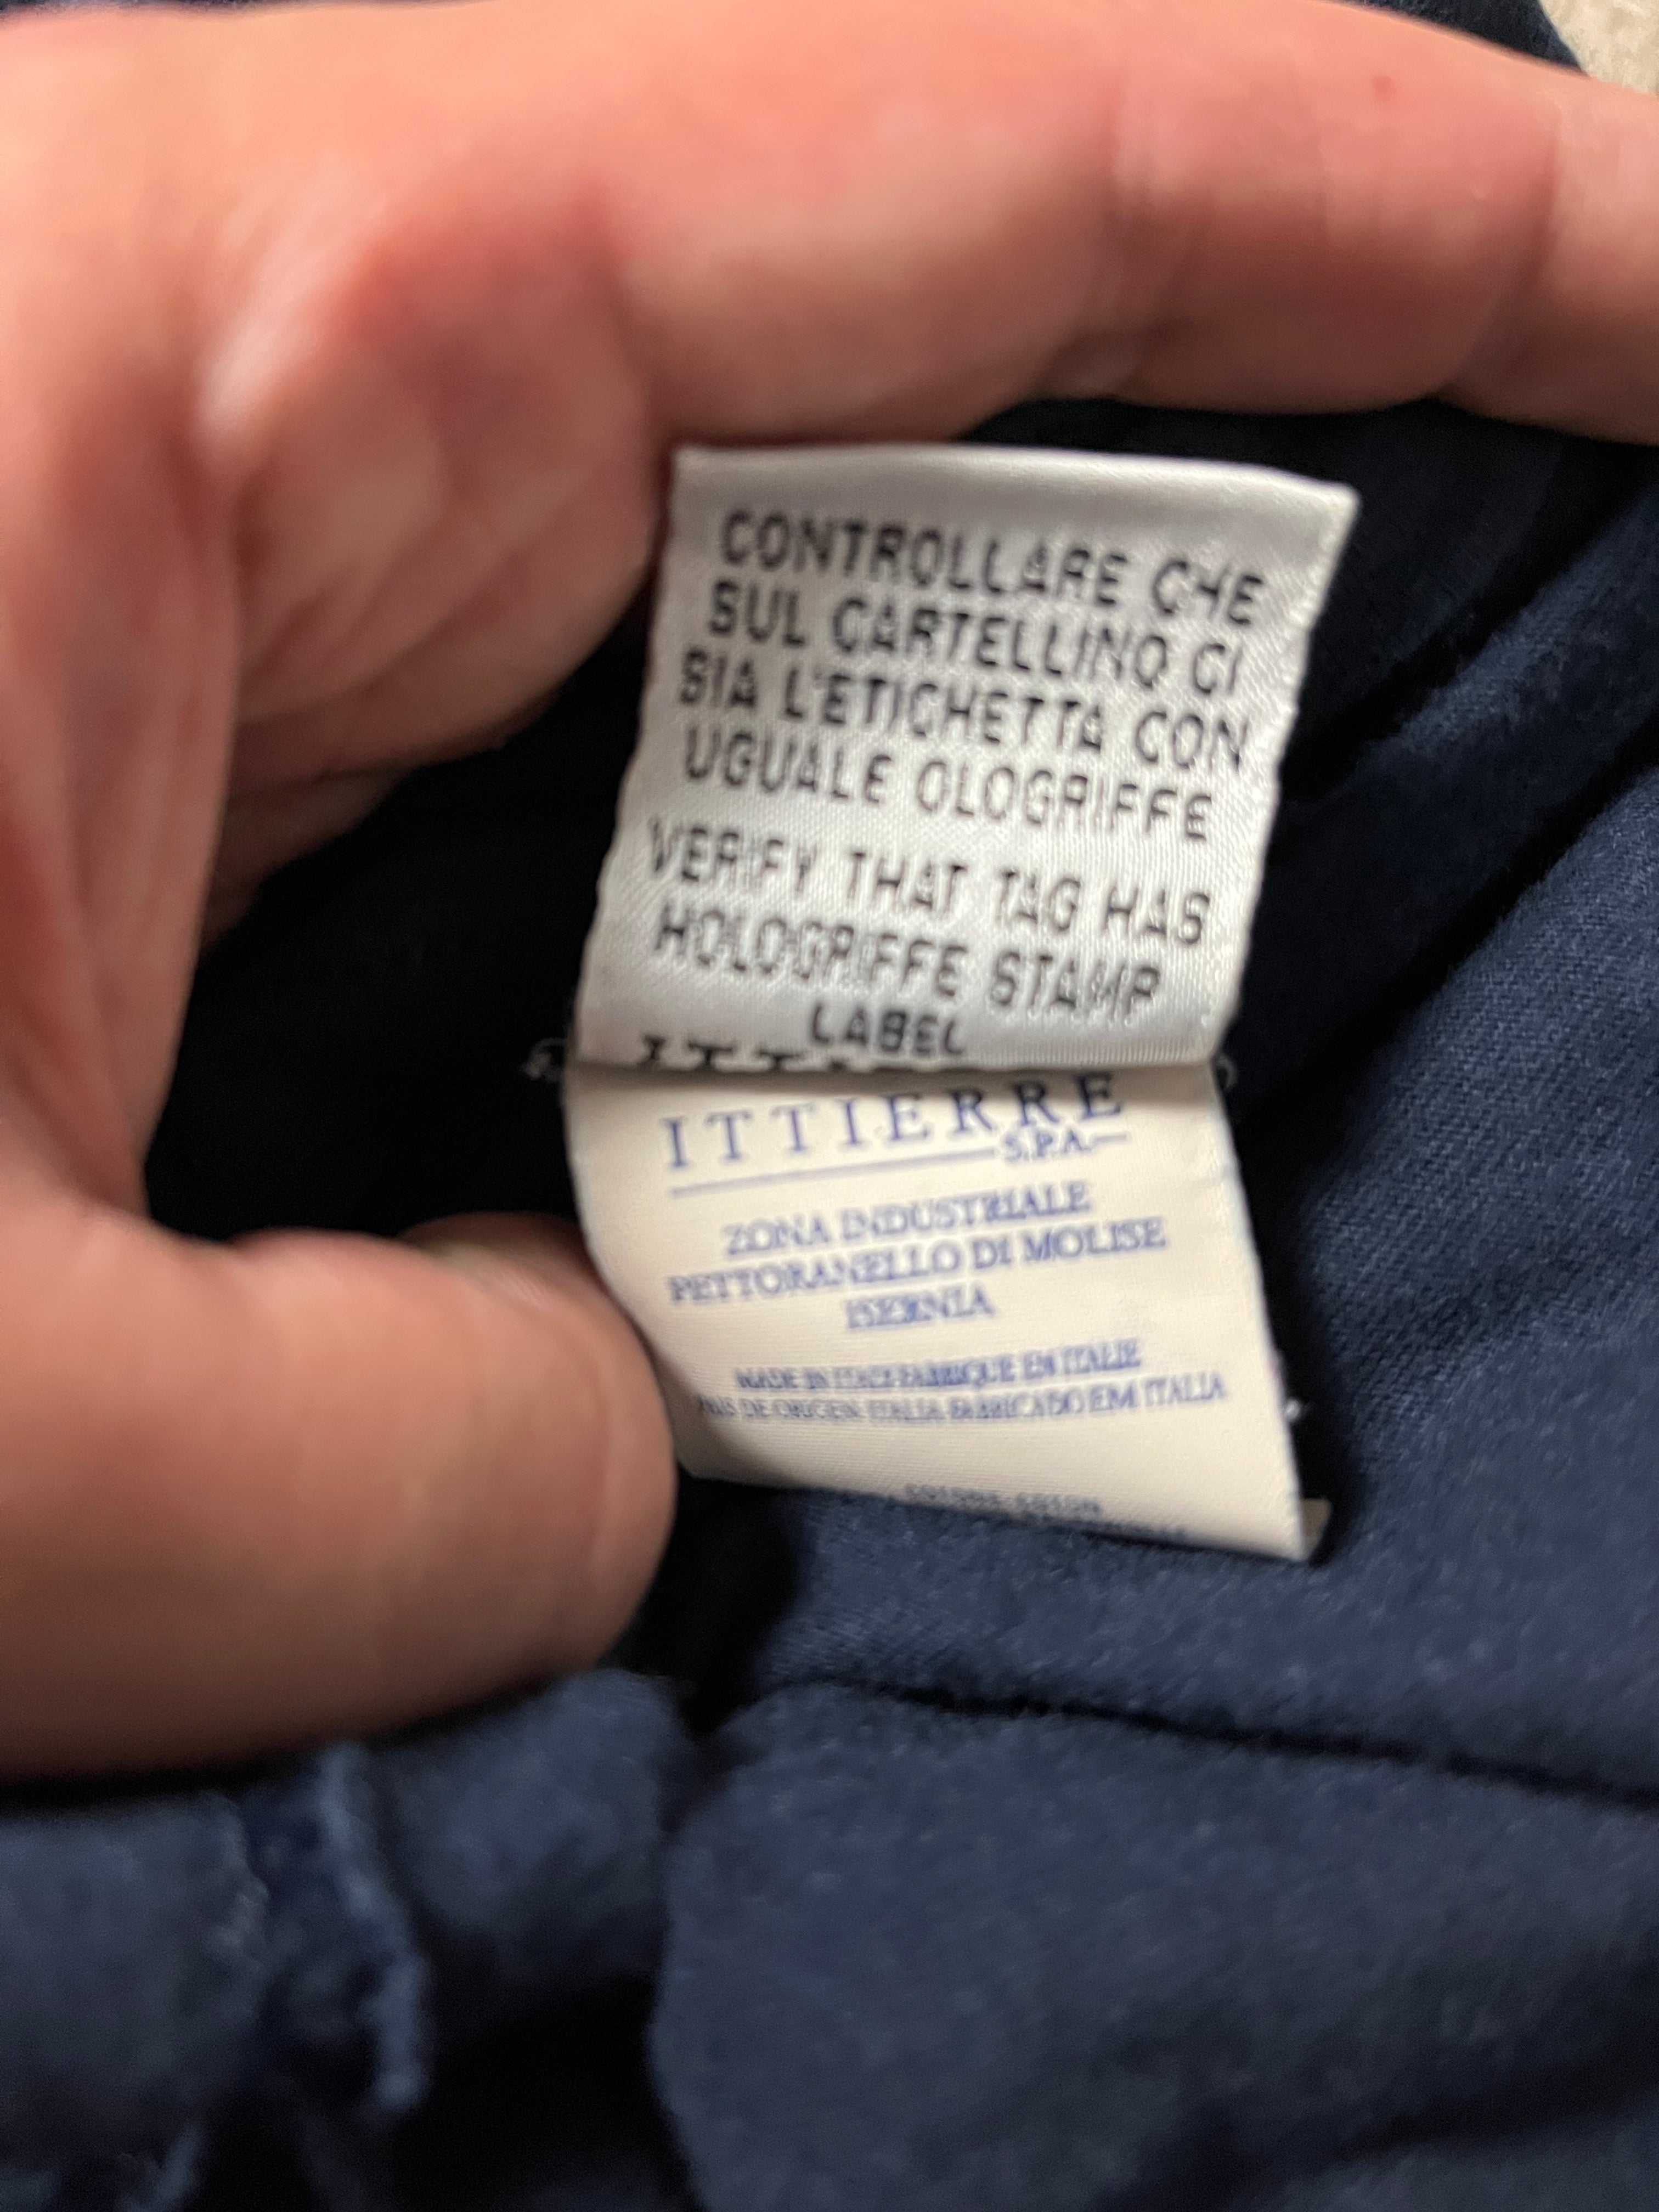 CONTROLLARE CHE
SUL CARTELLINO CI
SIA L'ETICHETTA CON
UGUALE OLOGRIFFE
VERIFY THAT TAG HAS
HOLOGRIFFE STAMP
LABEL
ITTIERRE
S.P.A.
ZONA INDUSTRIALE
PETTORANELLO DI MOLISE
ISERNIA
MADE IN ITALY FABRIQUE EN ITALIE
PAIS DE ORIGEN ITALIA FABRICADO EM ITALIA